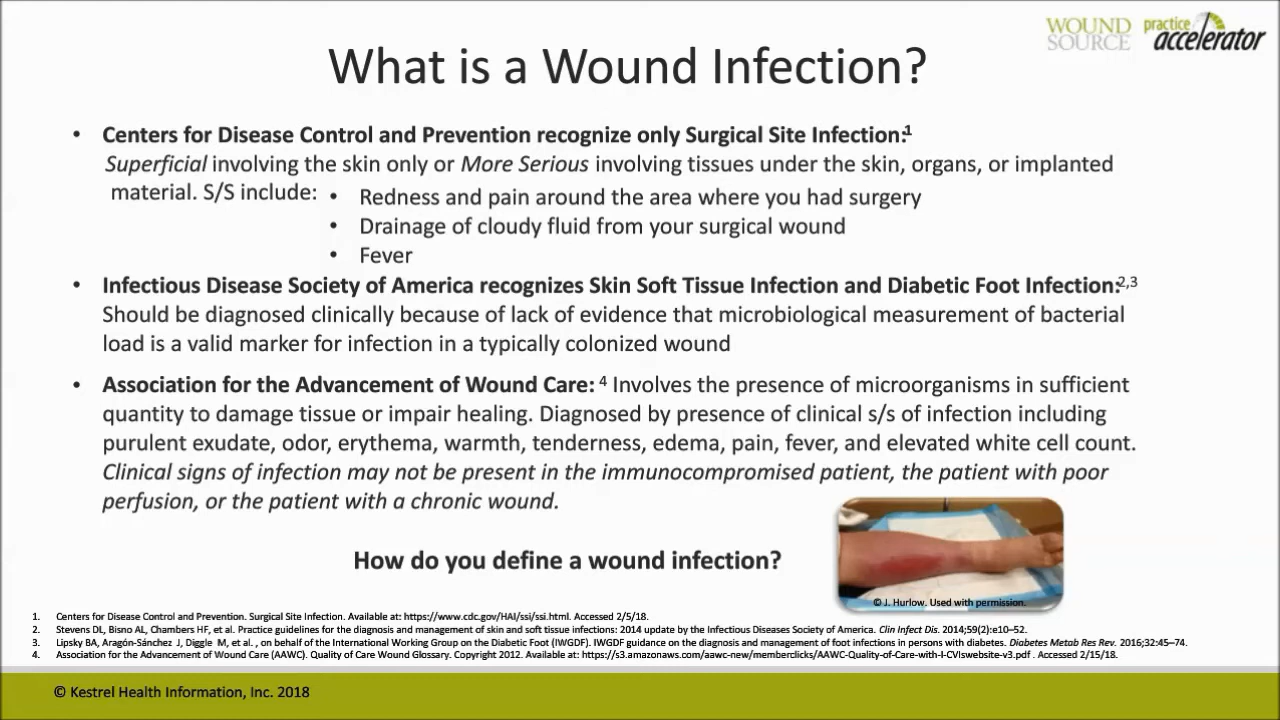 WOUND
SOURCE
practice
accelerator
What is a Wound Infection?
• Centers for Disease Control and Prevention recognize only Surgical Site Infection:1
Superficial involving the skin only or More Serious involving tissues under the skin, organs, or implanted
material. S/S include:
• Redness and pain around the area where you had surgery
• Drainage of cloudy fluid from your surgical wound
• Fever
• Infectious Disease Society of America recognizes Skin Soft Tissue Infection and Diabetic Foot Infection:2,3
Should be diagnosed clinically because of lack of evidence that microbiological measurement of bacterial
load is a valid marker for infection in a typically colonized wound
• Association for the Advancement of Wound Care: 4 Involves the presence of microorganisms in sufficient
quantity to damage tissue or impair healing. Diagnosed by presence of clinical s/s of infection including
purulent exudate, odor, erythema, warmth, tenderness, edema, pain, fever, and elevated white cell count.
Clinical signs of infection may not be present in the immunocompromised patient, the patient with poor
perfusion, or the patient with a chronic wound.
How do you define a wound infection?
© J. Hurlow. Used with permission.
1. Centers for Disease Control and Prevention. Surgical Site Infection. Available at: https://www.cdc.gov/HAI/ssi/ssi.html. Accessed 2/5/18.
2. Stevens DL, Bisno AL, Chambers HF, et al. Practice guidelines for the diagnosis and management of skin and soft tissue infections: 2014 update by the Infectious Diseases Society of America. Clin Infect Dis. 2014;59(2):e10–52.
3. Lipsky BA, Aragón-Sánchez J, Diggle M, et al. , on behalf of the International Working Group on the Diabetic Foot (IWGDF). IWGDF guidance on the diagnosis and management of foot infections in persons with diabetes. Diabetes Metab Res Rev. 2016;32:45–74.
4. Association for the Advancement of Wound Care (AAWC). Quality of Care Wound Glossary. Copyright 2012. Available at: https://s3.amazonaws.com/aawc-new/memberclicks/AAWC-Quality-of-Care-with-I-CVIswebsite-v3.pdf . Accessed 2/15/18.
© Kestrel Health Information, Inc. 2018